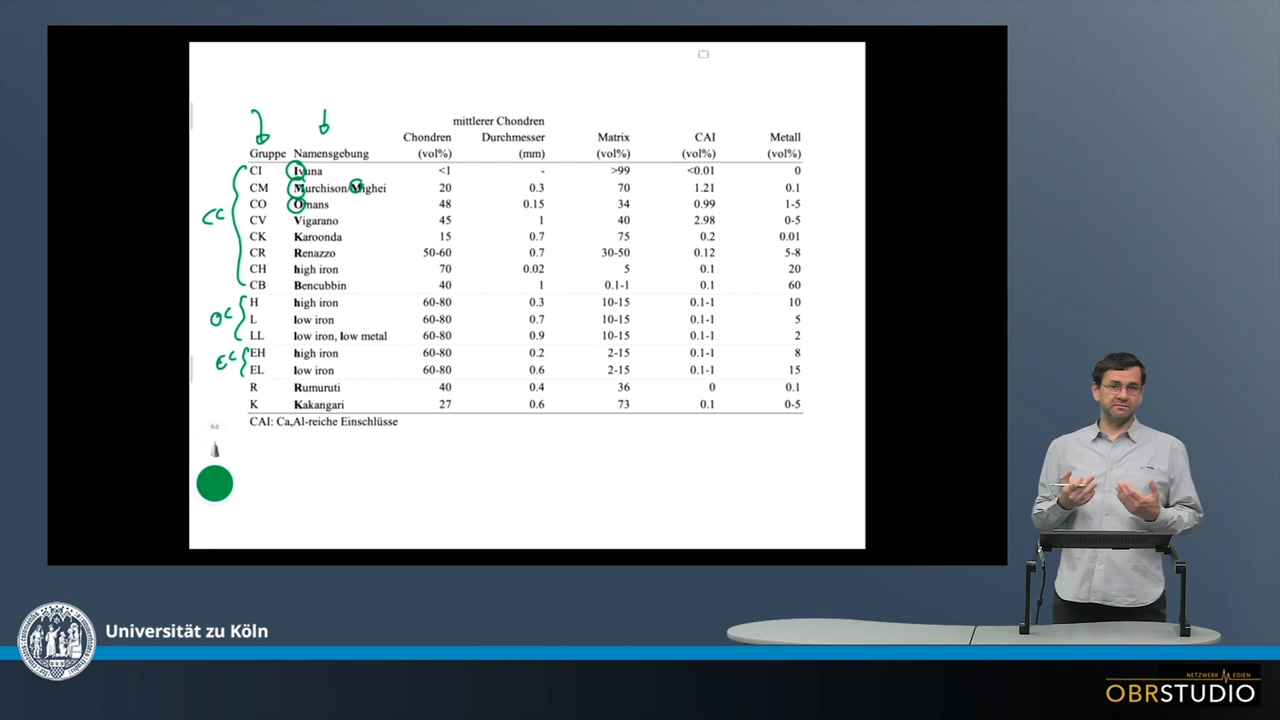 mittlerer Chondren
Chondren Durchmesser Matrix CAI Metall
Gruppe Namensgebung (vol%) (mm) (vol%) (vol%) (vol%)
CI Ivuna <1 - >99 <0.01 0
CM Murchison/Mighei 20 0.3 70 1.21 0.1
CO Ornans 48 0.15 34 0.99 1-5
CV Vigarano 45 1 40 2.98 0-5
CK Karoonda 15 0.7 75 0.2 0.01
CR Renazzo 50-60 0.7 30-50 0.12 5-8
CH high iron 70 0.02 5 0.1 20
CB Bencubbin 40 1 0.1-1 0.1 60
H high iron 60-80 0.3 10-15 0.1-1 10
L low iron 60-80 0.7 10-15 0.1-1 5
LL low iron, low metal 60-80 0.9 10-15 0.1-1 2
EH high iron 60-80 0.2 2-15 0.1-1 8
EL low iron 60-80 0.6 2-15 0.1-1 15
R Rumuruti 40 0.4 36 0 0.1
K Kakangari 27 0.6 73 0.1 0-5
CAI: Ca,Al-reiche Einschlüsse
CC
OC
EC
5.0
Universität zu Köln
NETZWERK MEDIEN
OBRSTUDIO